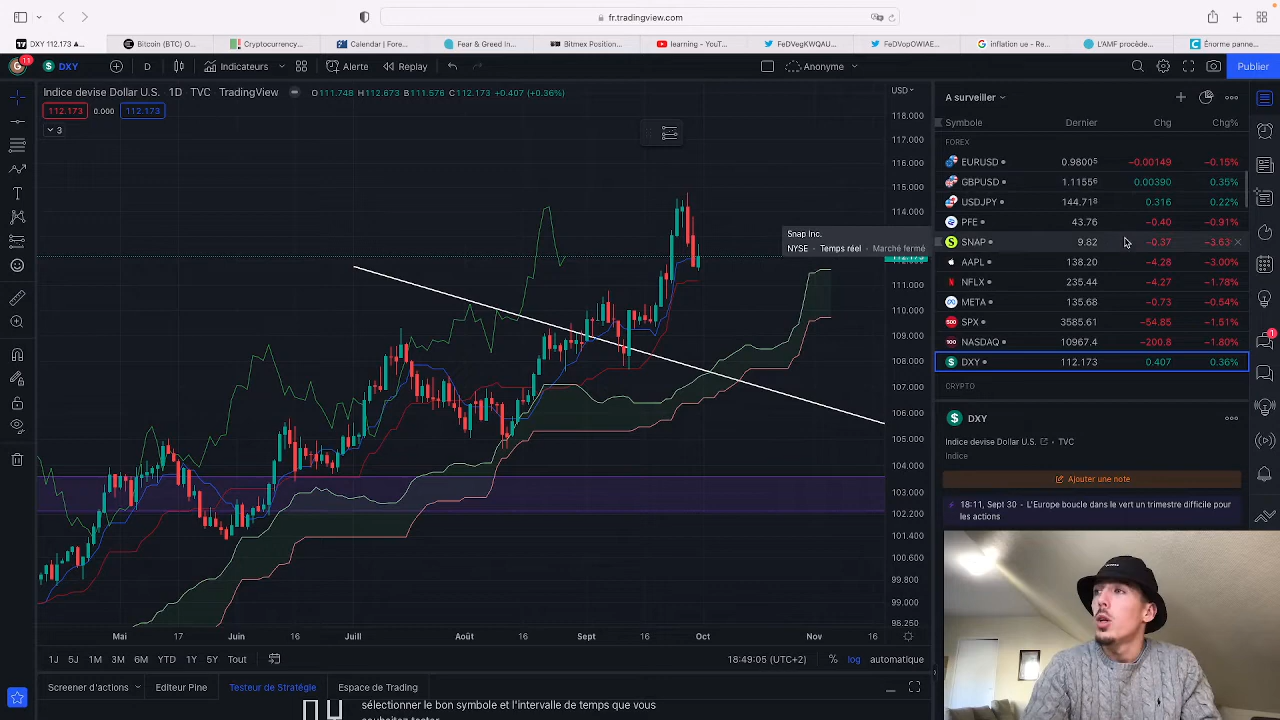 fr.tradingview.com
DXY 112.173 ▲...
Bitcoin (BTC) O...
Cryptocurrency...
Calendar | Fore...
Fear & Greed In...
Bitmex Position...
learning - YouT...
FeDVegKWQAU...
FeDVopOWIAE...
inflation ue - Re...
L'AMF procède...
Énorme panne...
11
DXY
D
Indicateurs
Alerte
Replay
Anonyme
Publier
Indice devise Dollar U.S. 1D TVC TradingView
O111.748 H112.673 B111.576 C112.173 +0.407 (+0.36%)
112.173 0.000 112.173
3
USD
118.000
117.000
116.000
115.000
114.000
111.000
110.000
109.000
108.000
107.000
106.000
105.000
104.000
103.000
102.200
101.400
100.600
99.800
99.000
98.250
Snap Inc.
NYSE - Temps réel - Marché fermé
Mai 17 Juin 16 Juill Août 16 Sept 16 Oct Nov 16
1J 5J 1M 3M 6M YTD 1Y 5Y Tout
18:49:05 (UTC+2)
% log automatique
Screener d'actions
Editeur Pine
Testeur de Stratégie
Espace de Trading
sélectionner le bon symbole et l'intervalle de temps que vous
A surveiller
Symbole Dernier Chg Chg%
FOREX
EURUSD 0.98005 −0.00149 −0.15%
GBPUSD 1.11556 0.00390 0.35%
USDJPY 144.718 0.316 0.22%
PFE 43.76 −0.40 −0.91%
SNAP 9.82 −0.37 −3.63
AAPL 138.20 −4.28 −3.00%
NFLX 235.44 −4.27 −1.78%
META 135.68 −0.73 −0.54%
SPX 3585.61 −54.85 −1.51%
NASDAQ 10967.4 −200.8 −1.80%
DXY 112.173 0.407 0.36%
CRYPTO
DXY
Indice devise Dollar U.S. TVC
Indice
Ajouter une note
18:11, Sept 30 - L'Europe boucle dans le vert un trimestre difficile pour
les actions
1